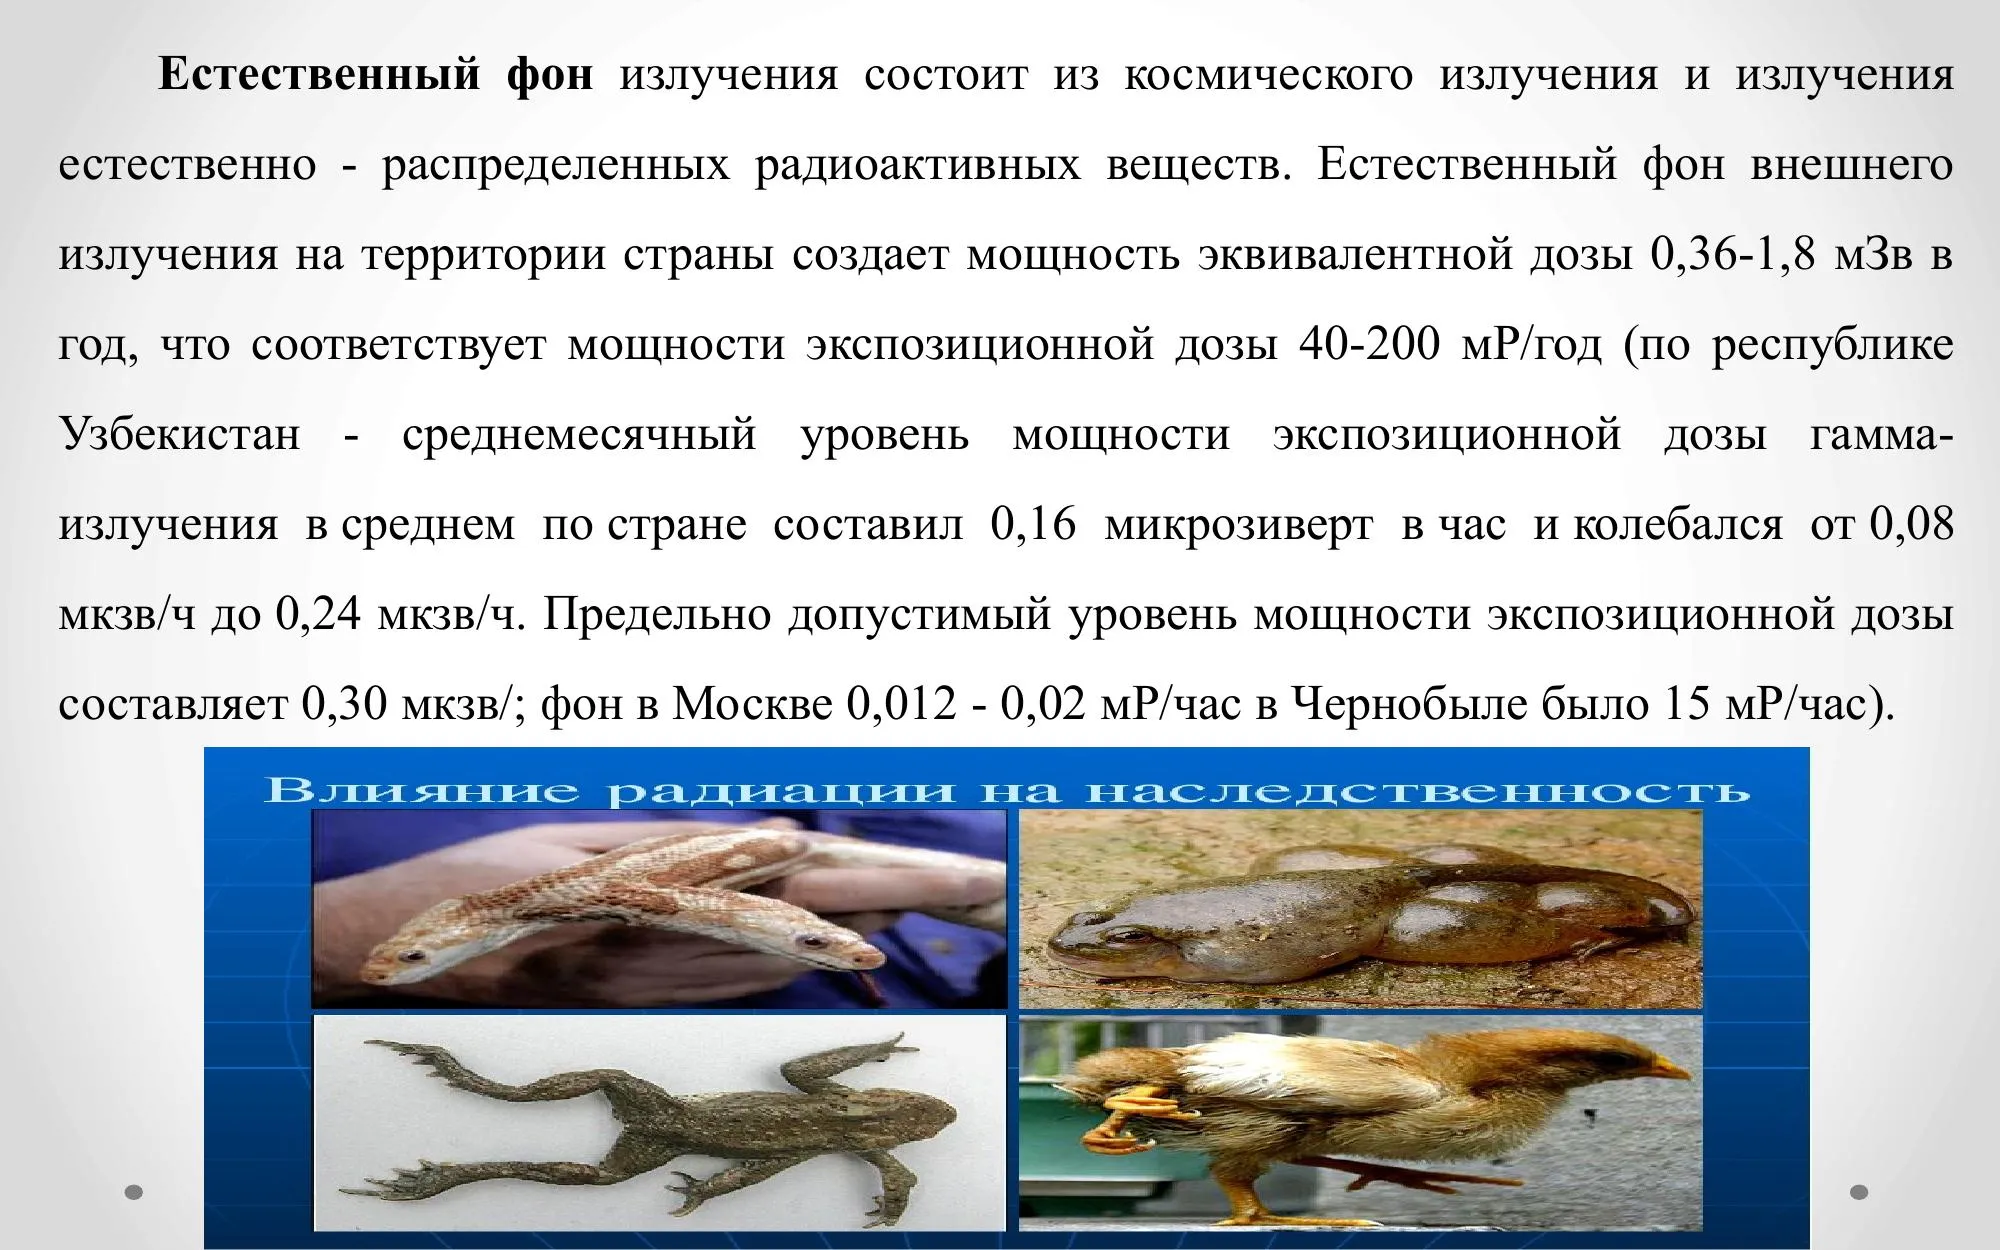 Естественный фон излучения состоит из космического излучения и излучения
естественно - распределенных радиоактивных веществ. Естественный фон внешнего
излучения на территории страны создает мощность эквивалентной дозы 0,36-1,8 мЗв в
год, что соответствует мощности экспозиционной дозы 40-200 мР/год (по республике
Узбекистан - среднемесячный уровень мощности экспозиционной дозы гамма-
излучения в среднем по стране составил 0,16 микрозиверт в час и колебался от 0,08
мкзв/ч до 0,24 мкзв/ч. Предельно допустимый уровень мощности экспозиционной дозы
составляет 0,30 мкзв/; фон в Москве 0,012 - 0,02 мР/час в Чернобыле было 15 мР/час).
Влияние радиации на наследственность